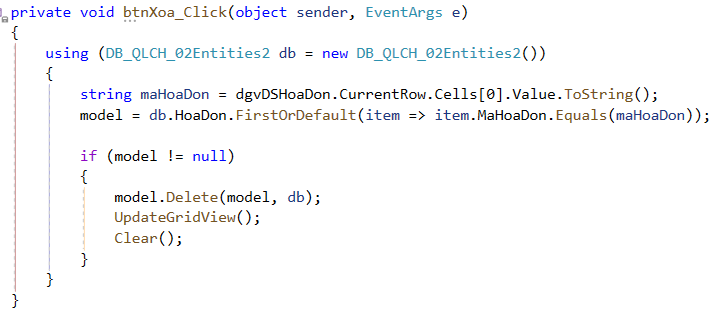 private void btnXoa_Click(object sender, EventArgs e)
{
    using (DB_QLCH_02Entities2 db = new DB_QLCH_02Entities2())
    {
        string maHoaDon = dgvDSHoaDon.CurrentRow.Cells[0].Value.ToString();
        model = db.HoaDon.FirstOrDefault(item => item.MaHoaDon.Equals(maHoaDon));

        if (model != null)
        {
            model.Delete(model, db);
            UpdateGridView();
            Clear();
        }
    }
}